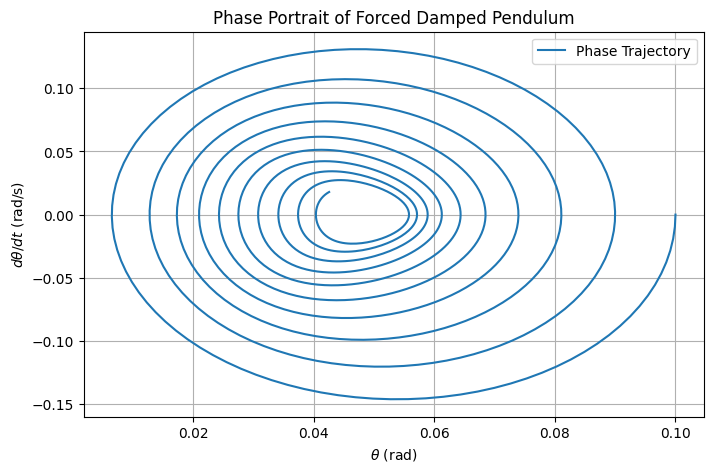 Phase Portrait of Forced Damped Pendulum
Phase Trajectory
dθ/dt (rad/s)
0.10
0.05
0.00
−0.05
−0.10
−0.15
0.02
0.04
0.06
0.08
0.10
θ (rad)